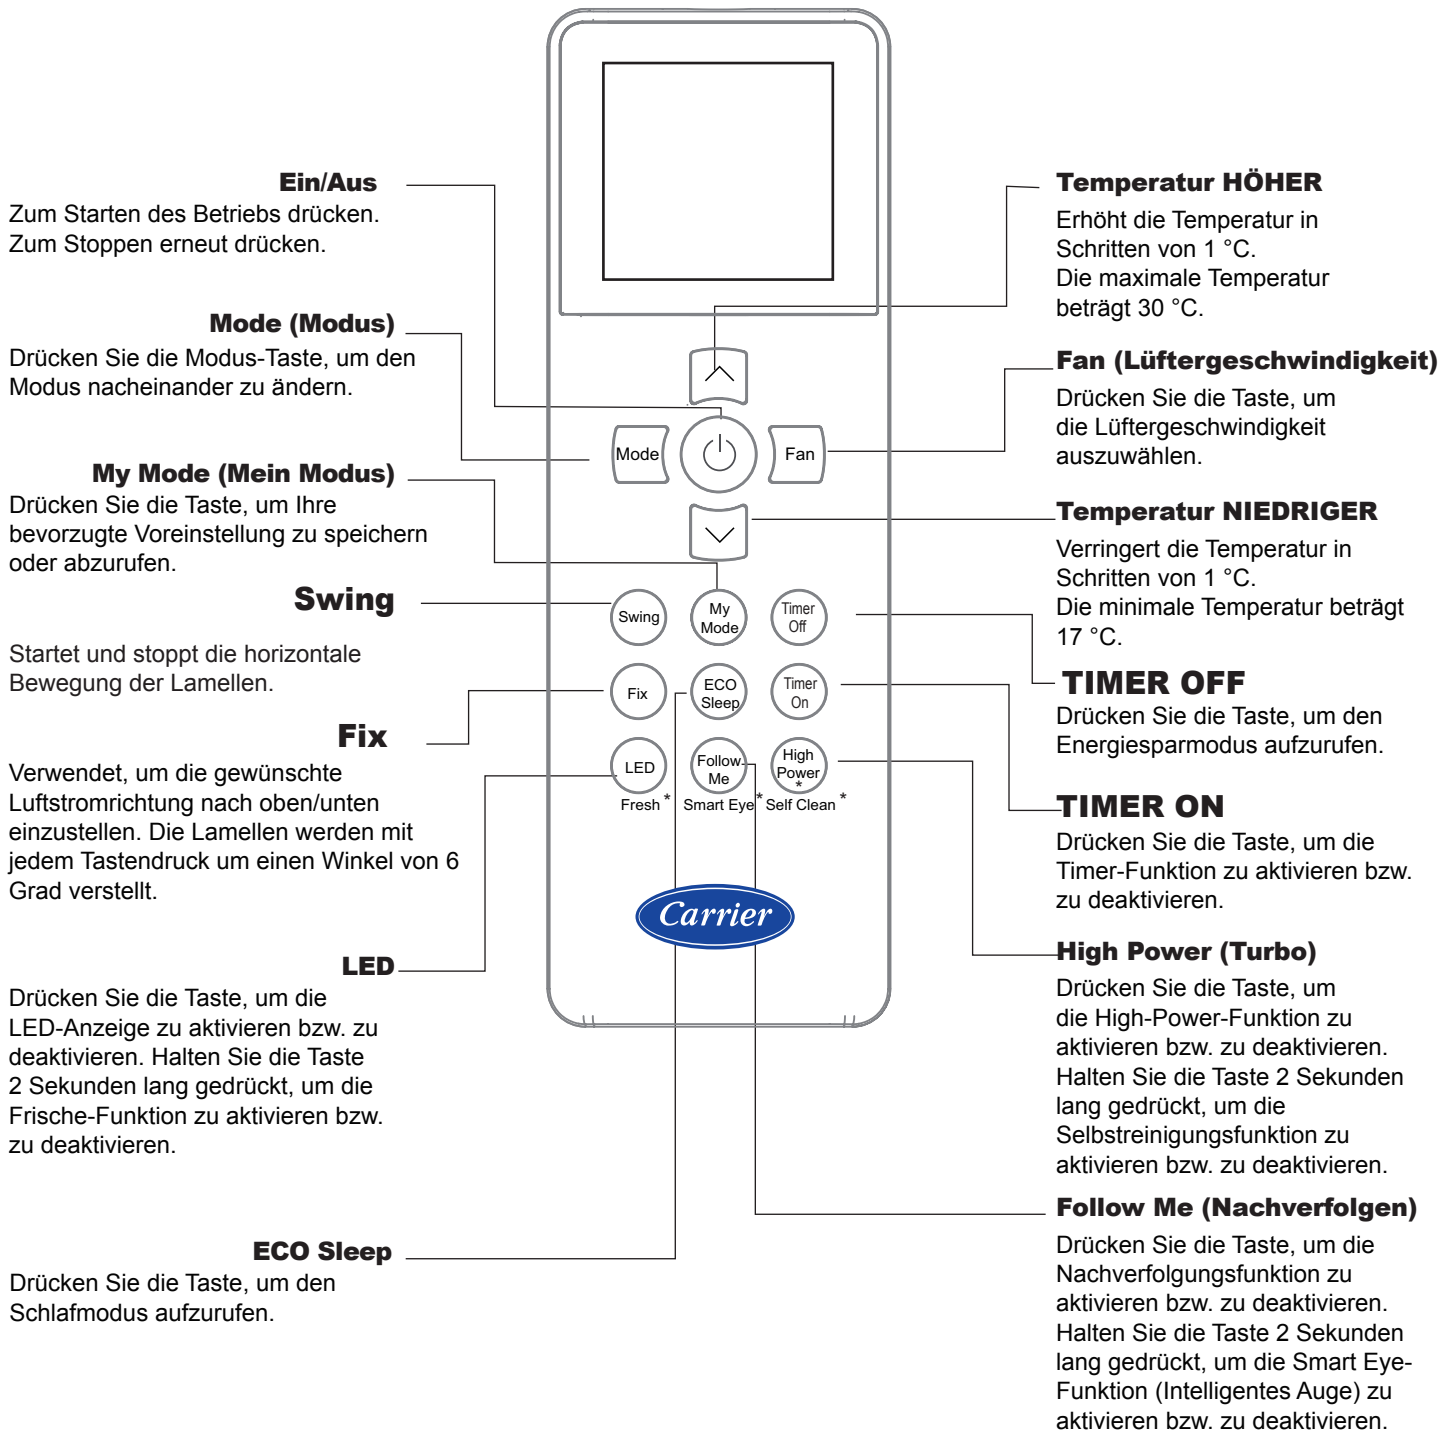 Ein/Aus
Zum Starten des Betriebs drücken.
Zum Stoppen erneut drücken.
Mode (Modus)
Drücken Sie die Modus-Taste, um den
Modus nacheinander zu ändern.
My Mode (Mein Modus)
Drücken Sie die Taste, um Ihre
bevorzugte Voreinstellung zu speichern
oder abzurufen.
Swing
Startet und stoppt die horizontale
Bewegung der Lamellen.
Fix
Verwendet, um die gewünschte
Luftstromrichtung nach oben/unten
einzustellen. Die Lamellen werden mit
jedem Tastendruck um einen Winkel von 6
Grad verstellt.
LED
Drücken Sie die Taste, um die
LED-Anzeige zu aktivieren bzw. zu
deaktivieren. Halten Sie die Taste
2 Sekunden lang gedrückt, um die
Frische-Funktion zu aktivieren bzw.
zu deaktivieren.
ECO Sleep
Drücken Sie die Taste, um den
Schlafmodus aufzurufen.
Mode
Fan
Swing
My
Mode
Timer
Off
Fix
ECO
Sleep
Timer
On
LED
Follow
Me
High
Power
*
Fresh *
Smart Eye *
Self Clean *
Carrier
Temperatur HÖHER
Erhöht die Temperatur in
Schritten von 1 °C.
Die maximale Temperatur
beträgt 30 °C.
Fan (Lüftergeschwindigkeit)
Drücken Sie die Taste, um
die Lüftergeschwindigkeit
auszuwählen.
Temperatur NIEDRIGER
Verringert die Temperatur in
Schritten von 1 °C.
Die minimale Temperatur beträgt
17 °C.
TIMER OFF
Drücken Sie die Taste, um den
Energiesparmodus aufzurufen.
TIMER ON
Drücken Sie die Taste, um die
Timer-Funktion zu aktivieren bzw.
zu deaktivieren.
High Power (Turbo)
Drücken Sie die Taste, um
die High-Power-Funktion zu
aktivieren bzw. zu deaktivieren.
Halten Sie die Taste 2 Sekunden
lang gedrückt, um die
Selbstreinigungsfunktion zu
aktivieren bzw. zu deaktivieren.
Follow Me (Nachverfolgen)
Drücken Sie die Taste, um die
Nachverfolgungsfunktion zu
aktivieren bzw. zu deaktivieren.
Halten Sie die Taste 2 Sekunden
lang gedrückt, um die Smart Eye-
Funktion (Intelligentes Auge) zu
aktivieren bzw. zu deaktivieren.